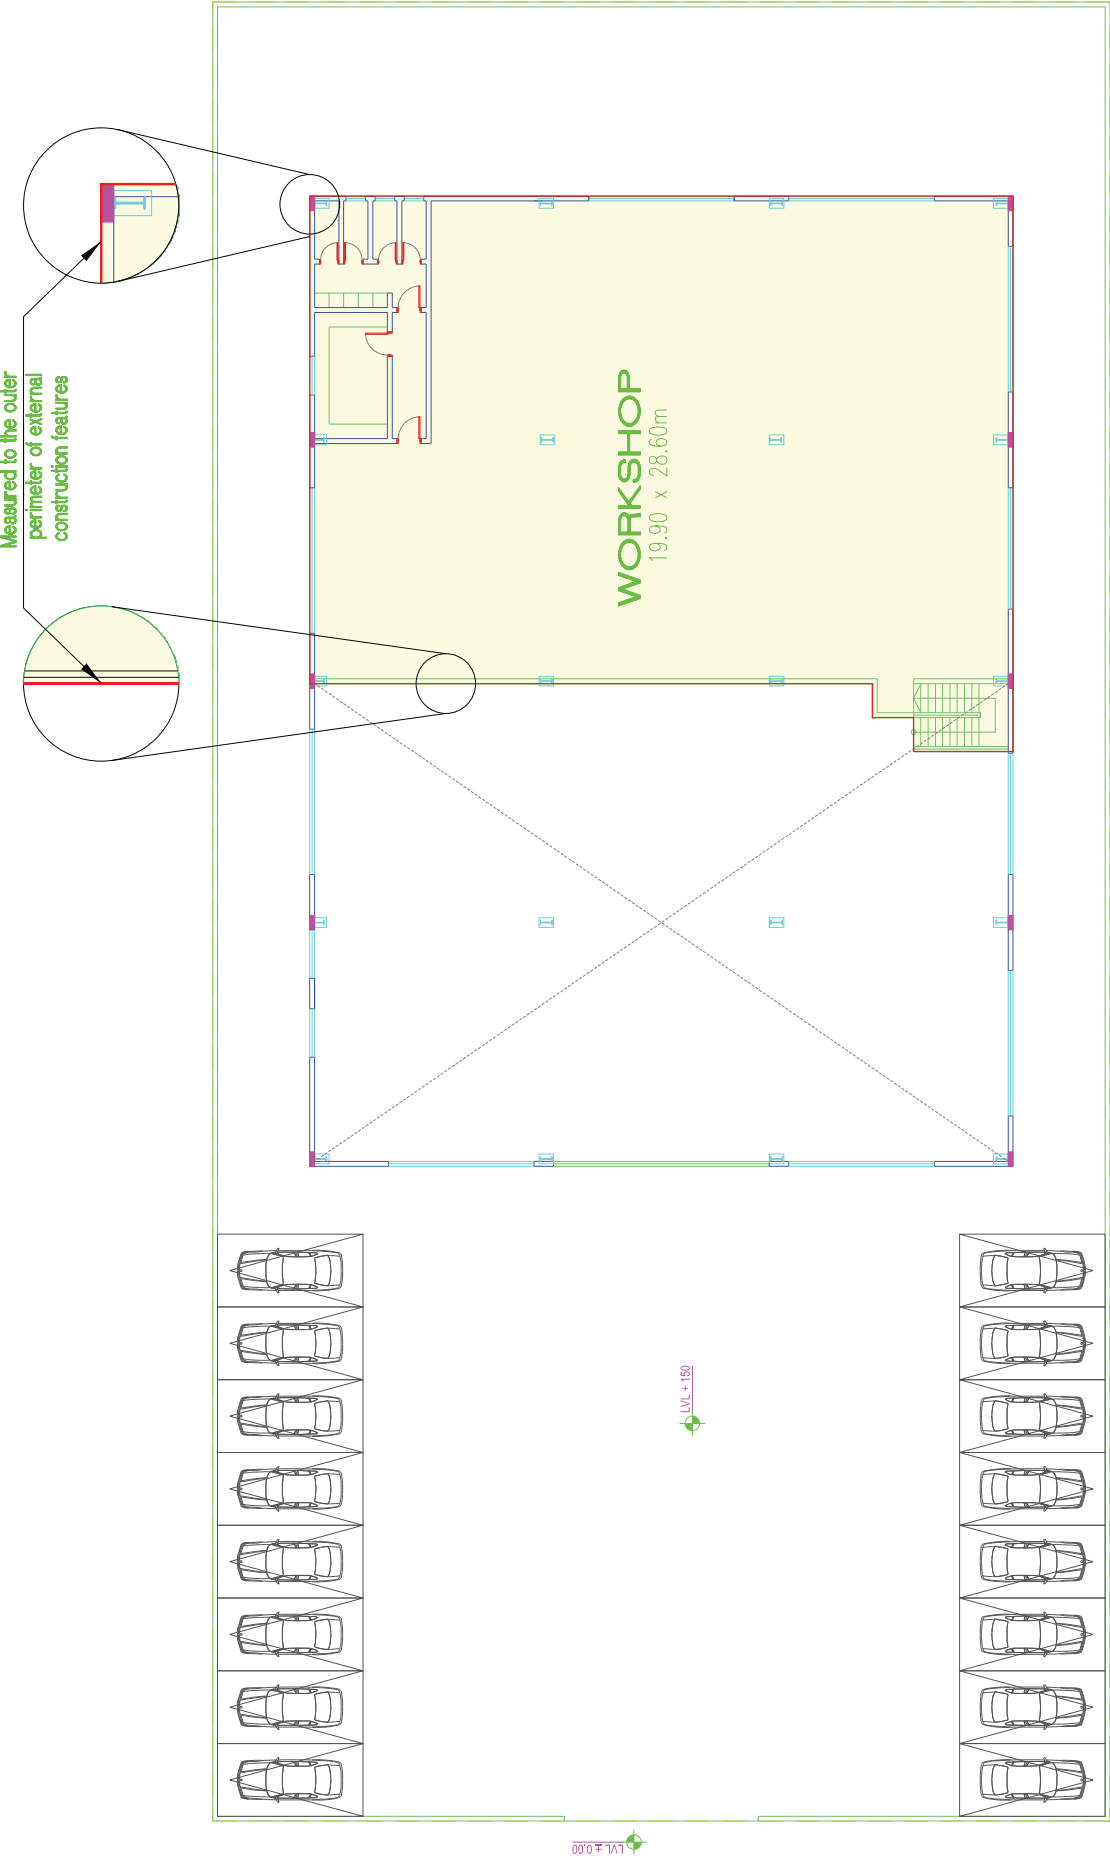 Measured to the outer
perimeter of external
construction features
WORKSHOP
19.90 x 28.60m
LVL + 150
LVL ± 0.00